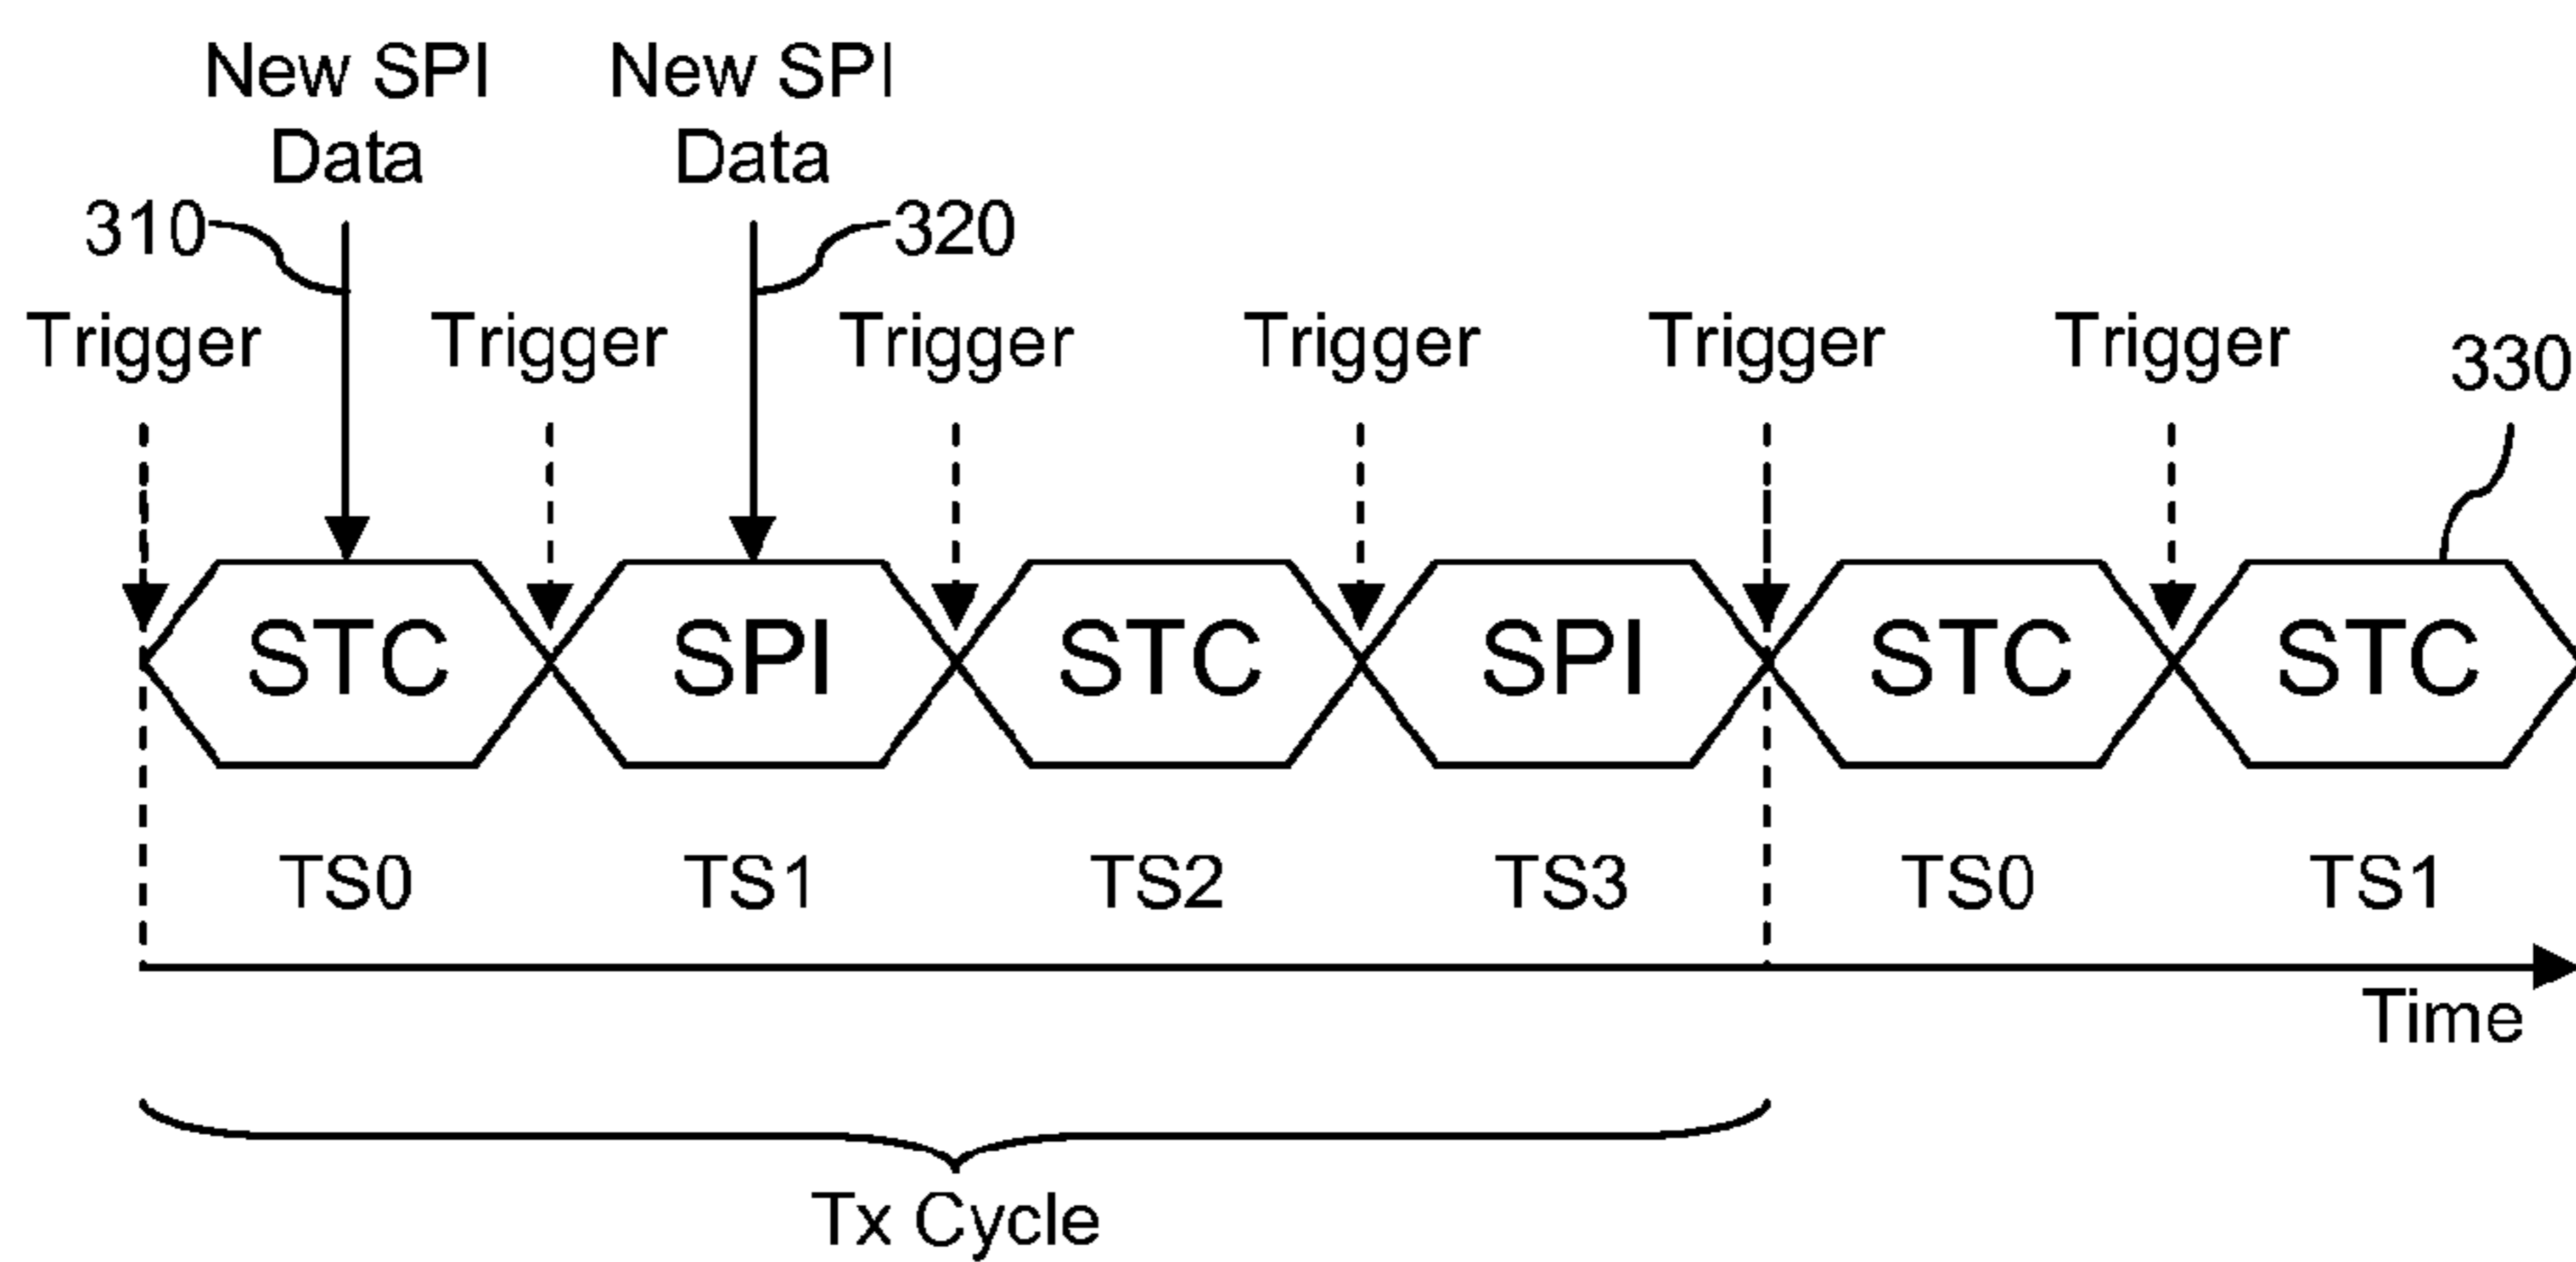 New SPI New SPI
Data Data
310 320
Trigger Trigger Trigger Trigger Trigger Trigger
330
STC SPI STC SPI STC STC
TS0 TS1 TS2 TS3 TS0 TS1
Time
Tx Cycle